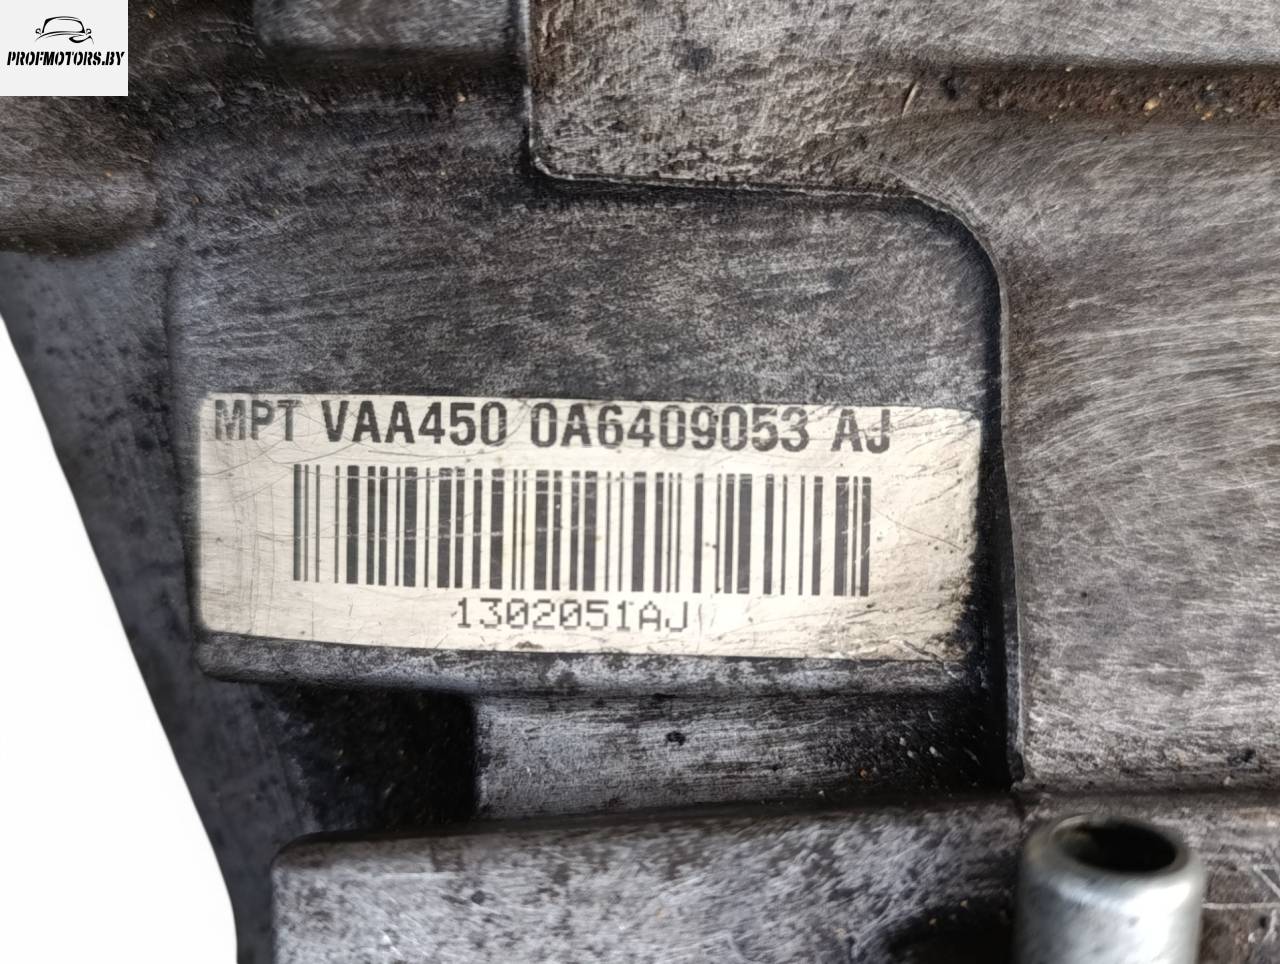 PROFMOTORS.BY
MPT VAA450 0A6409053 AJ
1302051AJ